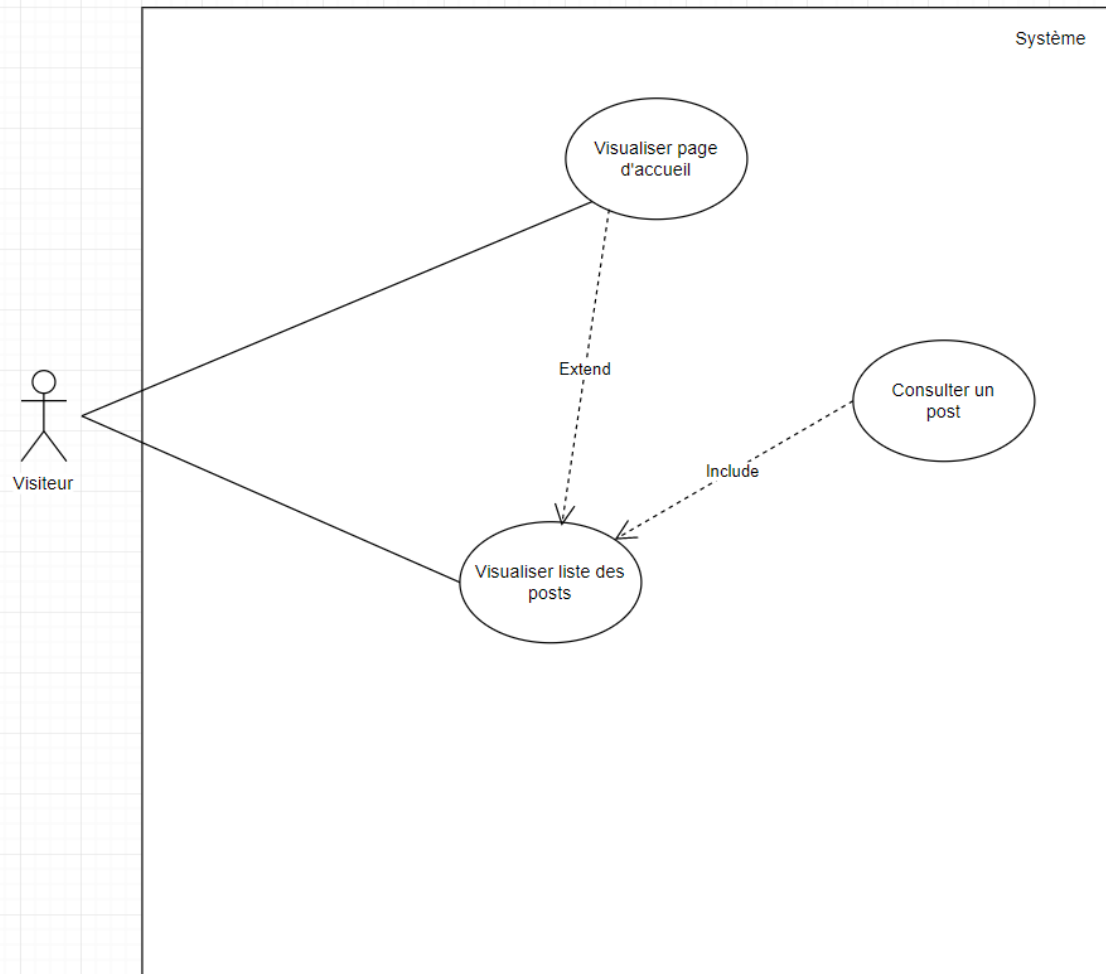 Système
Visualiser page
d'accueil
Extend
Consulter un
post
Include
Visiteur
Visualiser liste des
posts